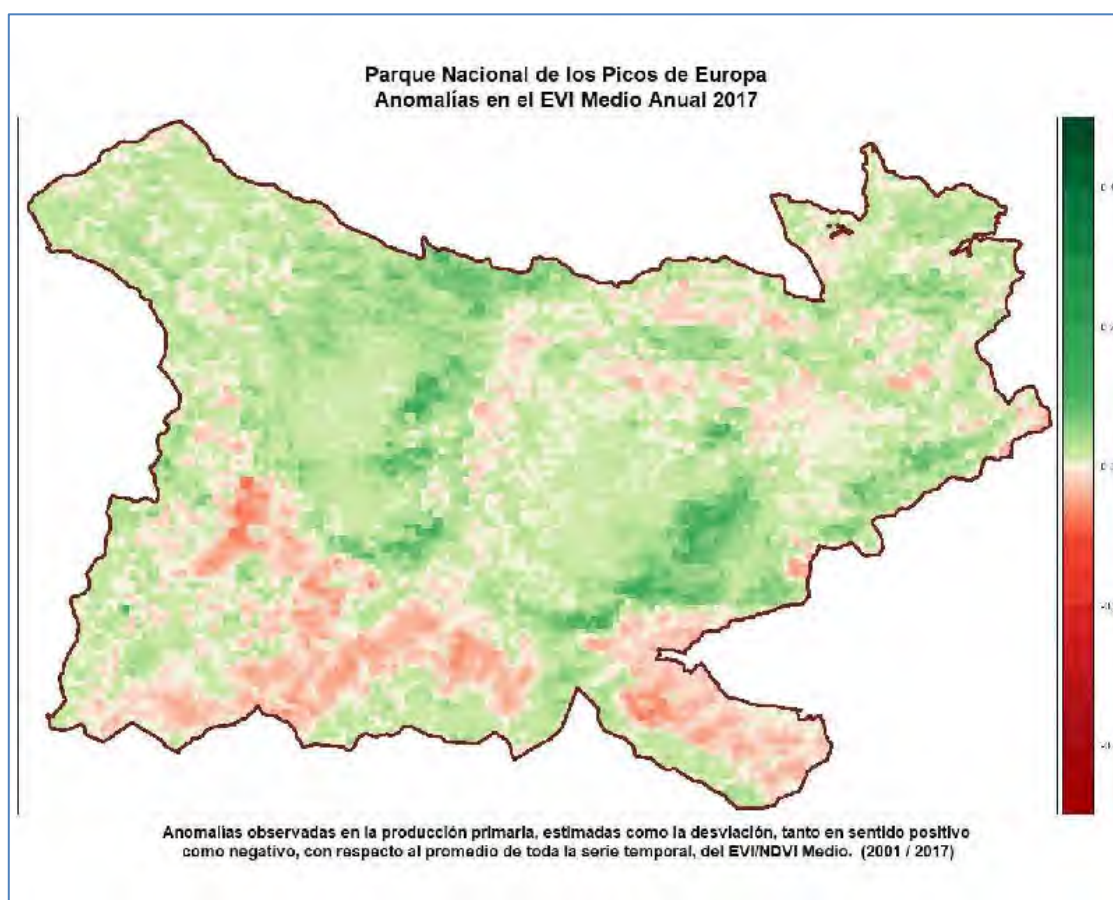 Parque Nacional de los Picos de Europa
Anomalías en el EVI Medio Anual 2017
Anomalías observadas en la producción primaria, estimadas como la desviación, tanto en sentido positivo
como negativo, con respecto al promedio de toda la serie temporal, del EVI/NDVI Medio. (2001 / 2017)